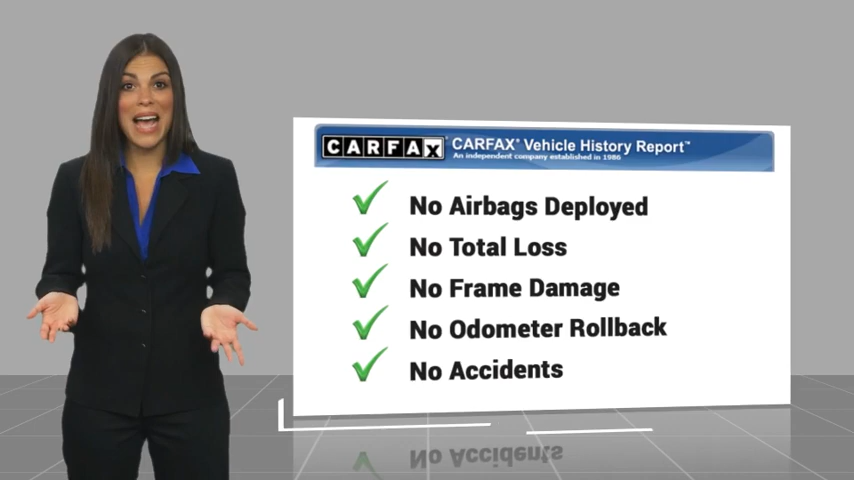 CARFAX
CARFAX® Vehicle History Report™
An independent company established in 1986
No Airbags Deployed
No Total Loss
No Frame Damage
No Odometer Rollback
No Accidents
No Accidents